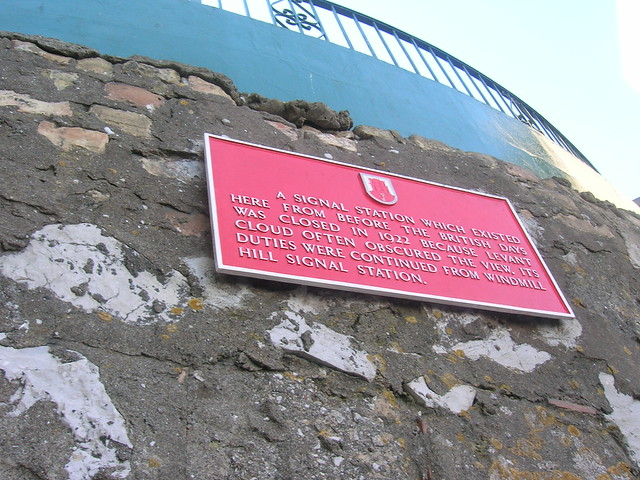 A SIGNAL STATION WHICH EXISTED
HERE FROM BEFORE THE BRITISH DAYS
WAS CLOSED IN 1922 BECAUSE LEVANT
CLOUD OFTEN OBSCURED THE VIEW. ITS
DUTIES WERE CONTINUED FROM WINDMILL
HILL SIGNAL STATION.